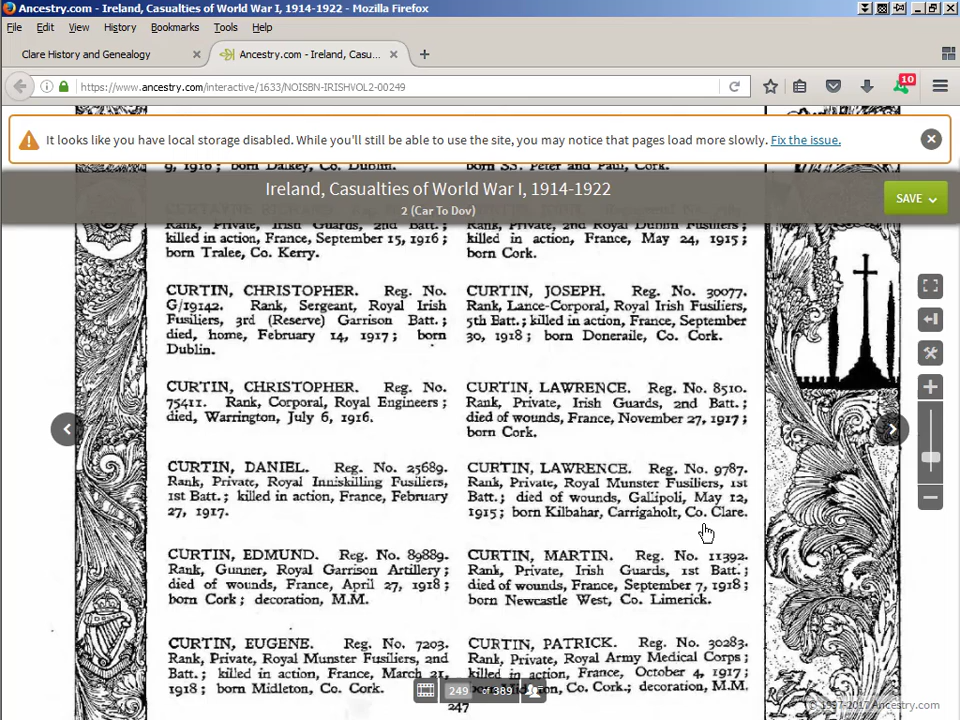 Ancestry.com - Ireland, Casualties of World War I, 1914-1922 - Mozilla Firefox
File Edit View History Bookmarks Tools Help
Clare History and Genealogy
Ancestry.com - Ireland, Casu...
https://www.ancestry.com/interactive/1633/NOISBN-IRISHVOL2-00249
10
It looks like you have local storage disabled. While you'll still be able to use the site, you may notice that pages load more slowly. Fix the issue.
9, 1916; born Dalkey, Co. Dublin.
born SS. Peter and Paul, Cork.
Ireland, Casualties of World War I, 1914-1922
2 (Car To Dov)
SAVE
Rank, Private, Irish Guards, 2nd Batt.;
killed in action, France, September 15, 1916;
born Tralee, Co. Kerry.
CURTIN, CHRISTOPHER. Reg. No.
G/19142. Rank, Sergeant, Royal Irish
Fusiliers, 3rd (Reserve) Garrison Batt.;
died, home, February 14, 1917; born
Dublin.
CURTIN, CHRISTOPHER. Reg. No.
75411. Rank, Corporal, Royal Engineers;
died, Warrington, July 6, 1916.
CURTIN, DANIEL. Reg. No. 25689.
Rank, Private, Royal Inniskilling Fusiliers,
1st Batt.; killed in action, France, February
27, 1917.
CURTIN, EDMUND. Reg. No. 89889.
Rank, Gunner, Royal Garrison Artillery;
died of wounds, France, April 27, 1918;
born Cork; decoration, M.M.
CURTIN, EUGENE. Reg. No. 7203.
Rank, Private, Royal Munster Fusiliers, 2nd
Batt.; killed in action, France, March 21,
1918; born Midleton, Co. Cork.
Rank, Private, 2nd Royal Dublin Fusiliers;
killed in action, France, May 24, 1915;
born Cork.
CURTIN, JOSEPH. Reg. No. 30077.
Rank, Lance-Corporal, Royal Irish Fusiliers,
5th Batt.; killed in action, France, September
30, 1918; born Doneraile, Co. Cork.
CURTIN, LAWRENCE. Reg. No. 8510.
Rank, Private, Irish Guards, 2nd Batt.;
died of wounds, France, November 27, 1917;
born Cork.
CURTIN, LAWRENCE. Reg. No. 9787.
Rank, Private, Royal Munster Fusiliers, 1st
Batt.; died of wounds, Gallipoli, May 12,
1915; born Kilbahar, Carrigaholt, Co. Clare.
CURTIN, MARTIN. Reg. No. 11392.
Rank, Private, Irish Guards, 1st Batt.;
died of wounds, France, September 7, 1918;
born Newcastle West, Co. Limerick.
CURTIN, PATRICK. Reg. No. 30283.
Rank, Private, Royal Army Medical Corps;
killed in action, France, October 4, 1917;
born Co. Cork.; decoration, M.M.
249 of 389
247
© 1997-2017 Ancestry.com